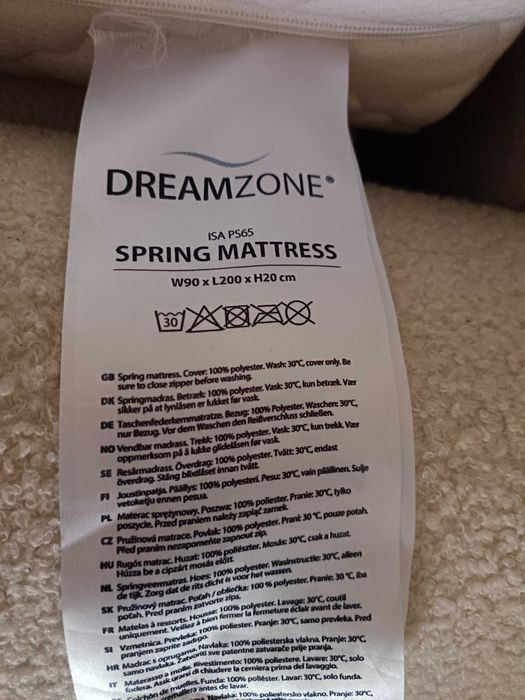 DREAMZONE®
ISA PS65
SPRING MATTRESS
W90 x L200 x H20 cm
30
GB Spring mattress. Cover: 100% polyester. Wash: 30°C, cover only. Be
sure to close zipper before washing.
DK Springmadras. Betræk: 100% polyester. Vask: 30°C, kun betræk. Vær
sikker på at lynlåsen er lukket før vask.
DE Taschenfederkernmatratze. Bezug: 100% Polyester. Waschen: 30°C,
nur Bezug. Vor dem Waschen den Reißverschluss schließen.
NO Vendbar madrass. Trekk: 100% polyester. Vask: 30°C, kun trekk. Vær
oppmerksom på å lukke glidelåsen før vask.
SE Resårmadrass. Överdrag: 100% polyester. Tvätt: 30°C, endast
överdrag. Stäng blixtlåset innan tvätt.
FI Joustinpatja. Päällys: 100% polyesteri. Pesu: 30°C, vain päällinen. Sulje
vetoketju ennen pesua.
PL Materac sprężynowy. Poszwa: 100% poliester. Pranie: 30°C, tylko
poszycie. Przed praniem należy zapiąć zamek.
CZ Pružinová matrace. Povlak: 100% polyester. Praní: 30 °C, pouze potah.
Před praním nezapomeňte zapnout zip.
HU Rugós matrac. Huzat: 100% poliészter. Mosás: 30°C, csak a huzat.
Húzza be a cipzárt mosás előtt.
NL Springveermatras. Hoes: 100% polyester. Wasinstructie: 30°C, alleen
de tijk. Zorg dat de rits dicht is voor het wassen.
SK Pružinový matrac. Poťah / obliečka: 100 % polyester. Pranie: 30 °C, iba
poťah. Pred praním zatvorte zips.
FR Matelas à ressorts. Housse: 100% polyester. Lavage: 30°C, coutil
uniquement. Veillez à bien fermer la fermeture éclair avant de laver.
SI Vzmetnica. Prevleka: 100% poliester. Pranje: 30°C, samo prevleka. Pred
pranjem zaprite zadrgo.
HR Madrac s oprugama. Navlaka: 100% poliesterska vlakna. Pranje: 30°C,
samo navlaka. Zatvoriti sve patentne zatvarače prije pranja.
IT Materasso a molle. Rivestimento: 100% poliestere. Lavare: 30°C, solo
fodera. Assicurarsi di chiudere la cerniera prima del lavaggio.
de muelles. Funda: 100% poliéster. Lavar: 30°C, solo funda.
antes de lavar.
Navlaka: 100% poliestersko vlakno. Pranje: 30°C,